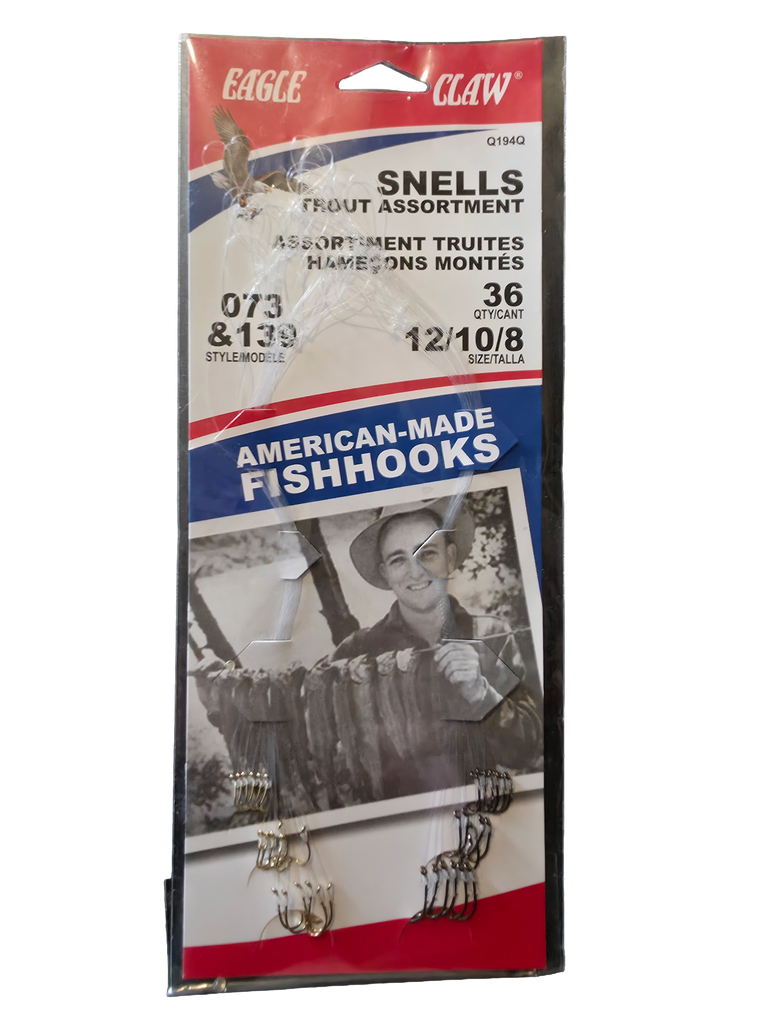 EAGLE CLAW®
Q194Q
SNELLS
TROUT ASSORTMENT
ASSORTIMENT TRUITES
HAMEÇONS MONTÉS
073
&139
STYLE/MODÈLE
36
QTY/CANT
12/10/8
SIZE/TALLA
AMERICAN-MADE
FISHHOOKS